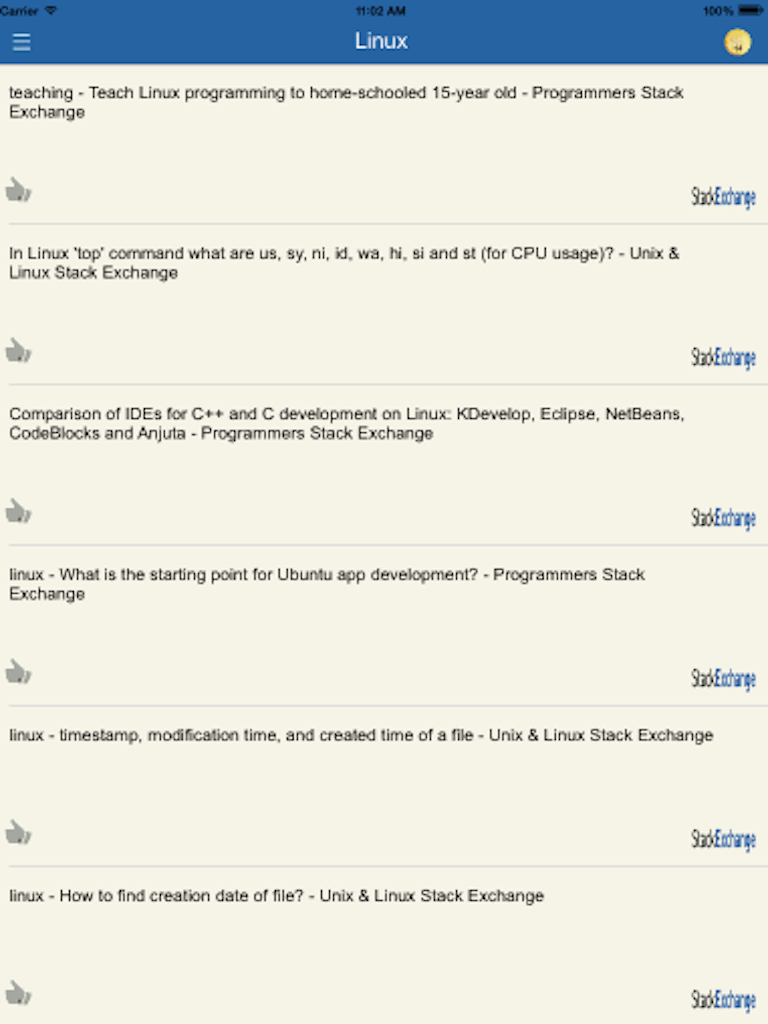 Carrier 11:02 AM 100%
Linux
teaching - Teach Linux programming to home-schooled 15-year old - Programmers Stack
Exchange
StackExchange
In Linux 'top' command what are us, sy, ni, id, wa, hi, si and st (for CPU usage)? - Unix &
Linux Stack Exchange
StackExchange
Comparison of IDEs for C++ and C development on Linux: KDevelop, Eclipse, NetBeans,
CodeBlocks and Anjuta - Programmers Stack Exchange
StackExchange
linux - What is the starting point for Ubuntu app development? - Programmers Stack
Exchange
StackExchange
linux - timestamp, modification time, and created time of a file - Unix & Linux Stack Exchange
StackExchange
linux - How to find creation date of file? - Unix & Linux Stack Exchange
StackExchange